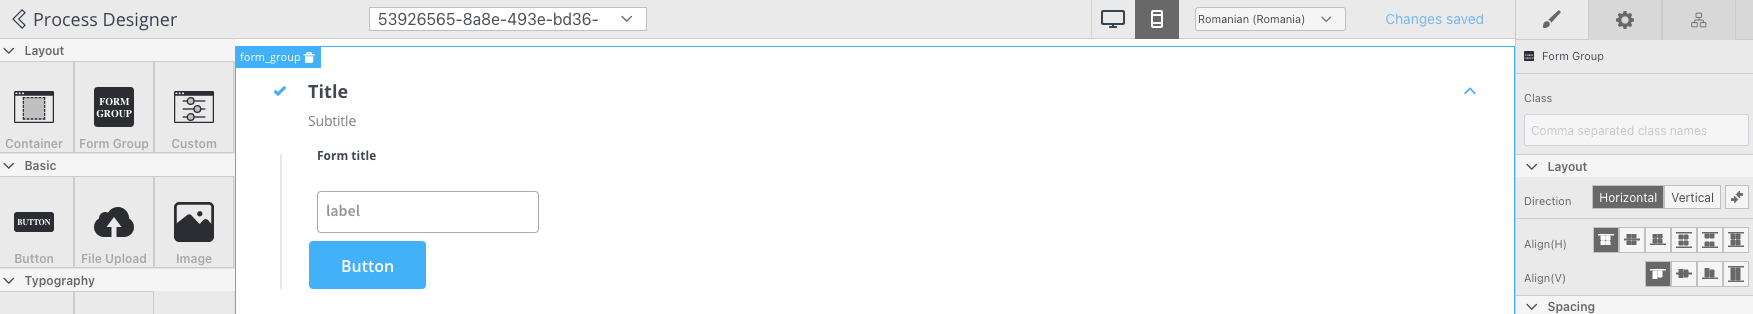 Process Designer
53926565-8a8e-493e-bd36-
Romanian (Romania)
Changes saved
Layout
form_group
Form Group
Title
Class
Subtitle
FORM
GROUP
Comma separated class names
Container
Form Group
Custom
Form title
Basic
Layout
Direction
Horizontal
Vertical
label
BUTTON
Align(H)
Button
File Upload
Image
Button
Align(V)
Typography
Spacing